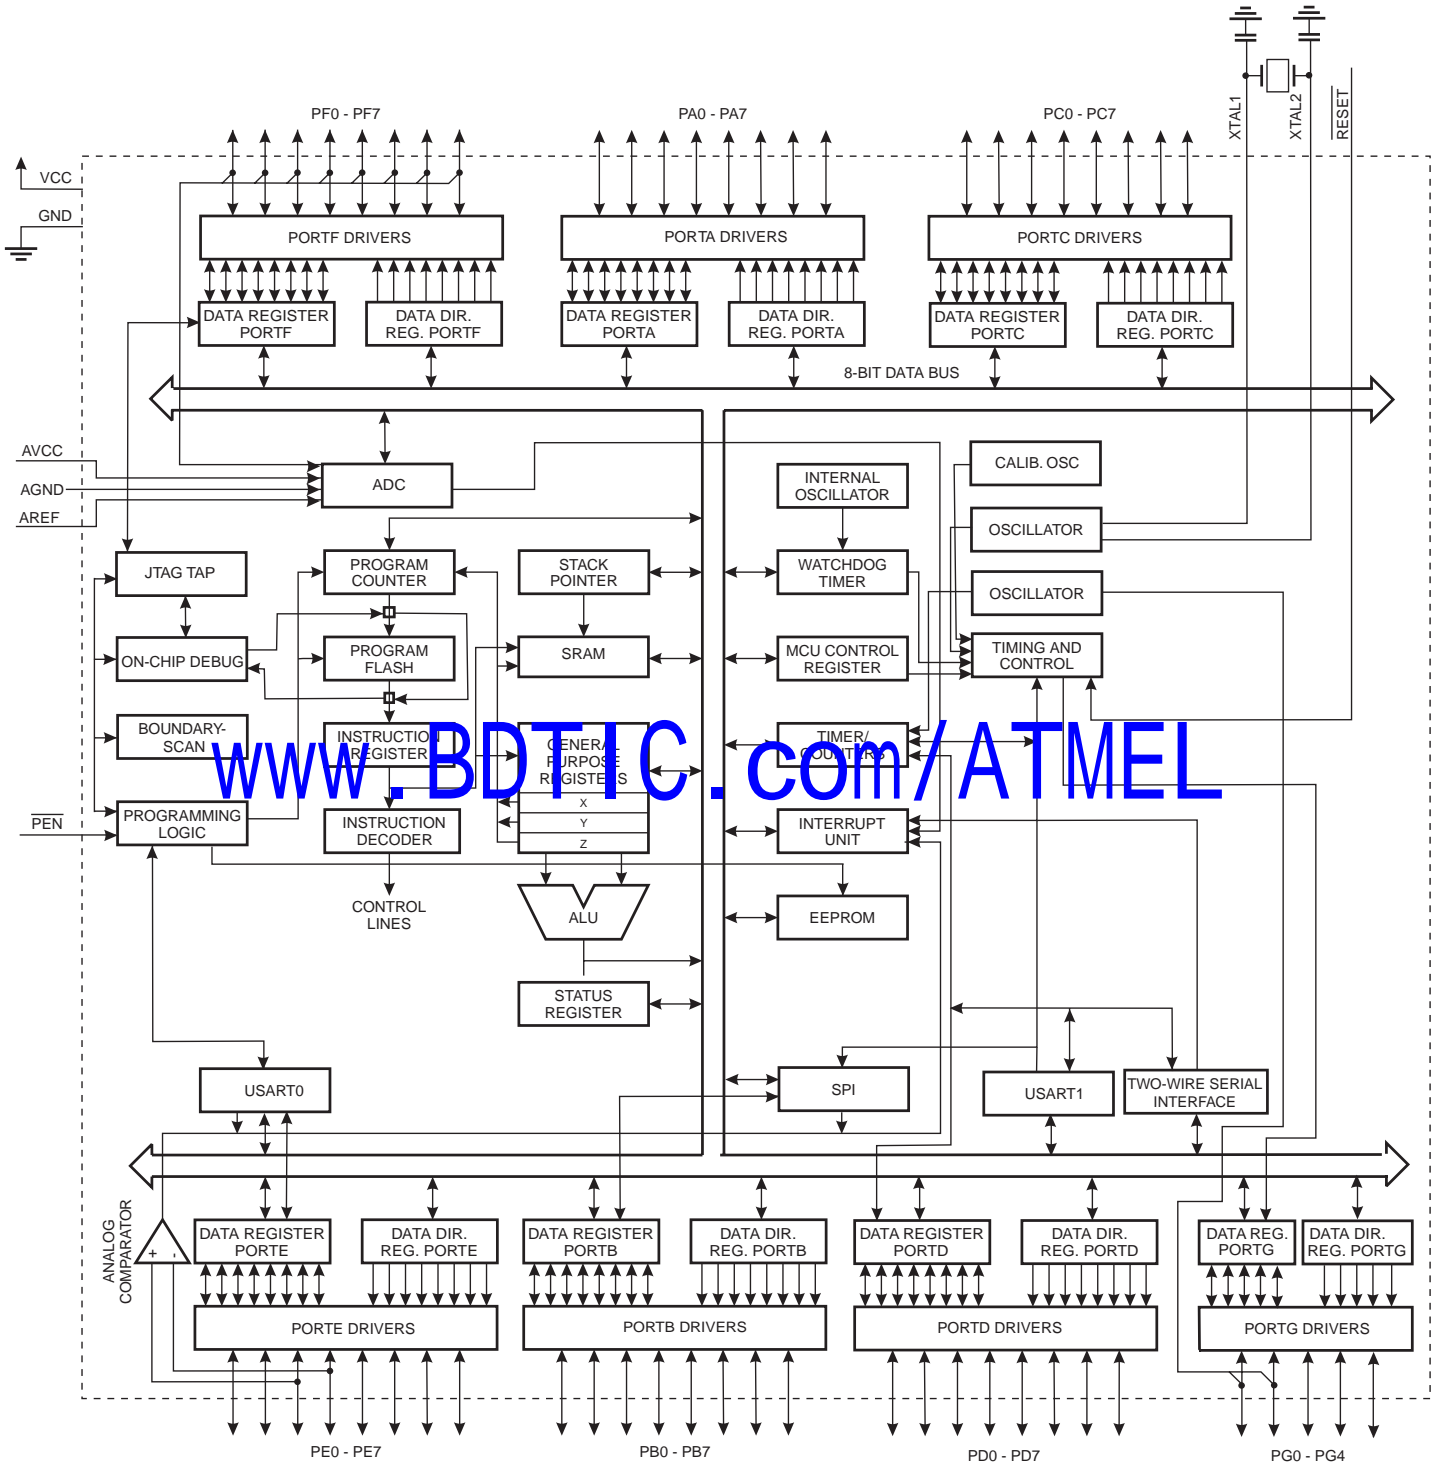 XTAL1
XTAL2
RESET
PF0 - PF7
PA0 - PA7
PC0 - PC7
VCC
GND
PORTF DRIVERS
PORTA DRIVERS
PORTC DRIVERS
DATA REGISTER
PORTF
DATA DIR.
REG. PORTF
DATA REGISTER
PORTA
DATA DIR.
REG. PORTA
DATA REGISTER
PORTC
DATA DIR.
REG. PORTC
8-BIT DATA BUS
AVCC
AGND
AREF
ADC
INTERNAL
OSCILLATOR
CALIB. OSC
OSCILLATOR
JTAG TAP
PROGRAM
COUNTER
STACK
POINTER
WATCHDOG
TIMER
OSCILLATOR
ON-CHIP DEBUG
PROGRAM
FLASH
SRAM
MCU CONTROL
REGISTER
TIMING AND
CONTROL
BOUNDARY-
SCAN
INSTRUCTION
REGISTER
GENERAL
PURPOSE
REGISTERS
X
Y
Z
TIMER/
COUNTERS
www.BDTIC.com/ATMEL
PEN
PROGRAMMING
LOGIC
INSTRUCTION
DECODER
INTERRUPT
UNIT
CONTROL
LINES
ALU
EEPROM
STATUS
REGISTER
USART0
SPI
USART1
TWO-WIRE SERIAL
INTERFACE
ANALOG
COMPARATOR
+
-
DATA REGISTER
PORTE
DATA DIR.
REG. PORTE
DATA REGISTER
PORTB
DATA DIR.
REG. PORTB
DATA REGISTER
PORTD
DATA DIR.
REG. PORTD
DATA REG.
PORTG
DATA DIR.
REG. PORTG
PORTE DRIVERS
PORTB DRIVERS
PORTD DRIVERS
PORTG DRIVERS
PE0 - PE7
PB0 - PB7
PD0 - PD7
PG0 - PG4